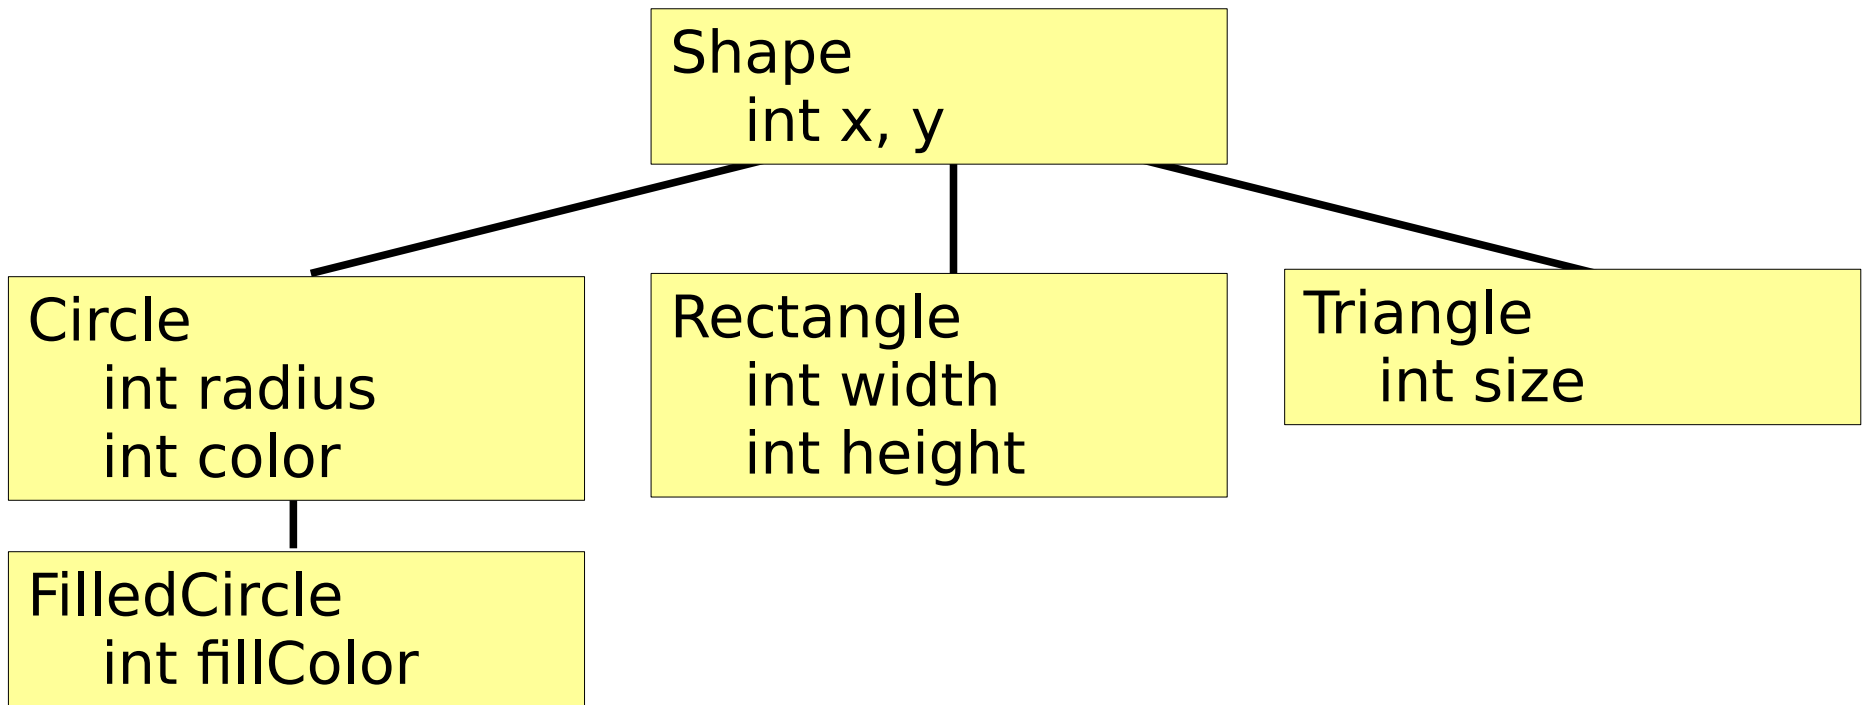 Shape
int x, y
Circle
int radius
int color
Rectangle
int width
int height
Triangle
int size
FilledCircle
int fillColor